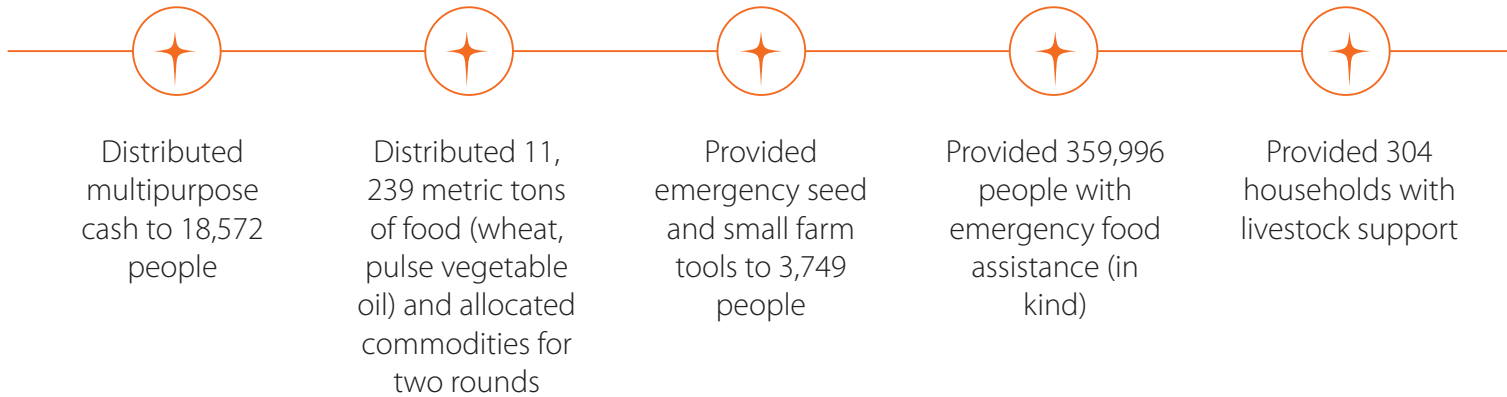 Distributed
multipurpose
cash to 18,572
people
Distributed 11,
239 metric tons
of food (wheat,
pulse vegetable
oil) and allocated
commodities for
two rounds
Provided
emergency seed
and small farm
tools to 3,749
people
Provided 359,996
people with
emergency food
assistance (in
kind)
Provided 304
households with
livestock support